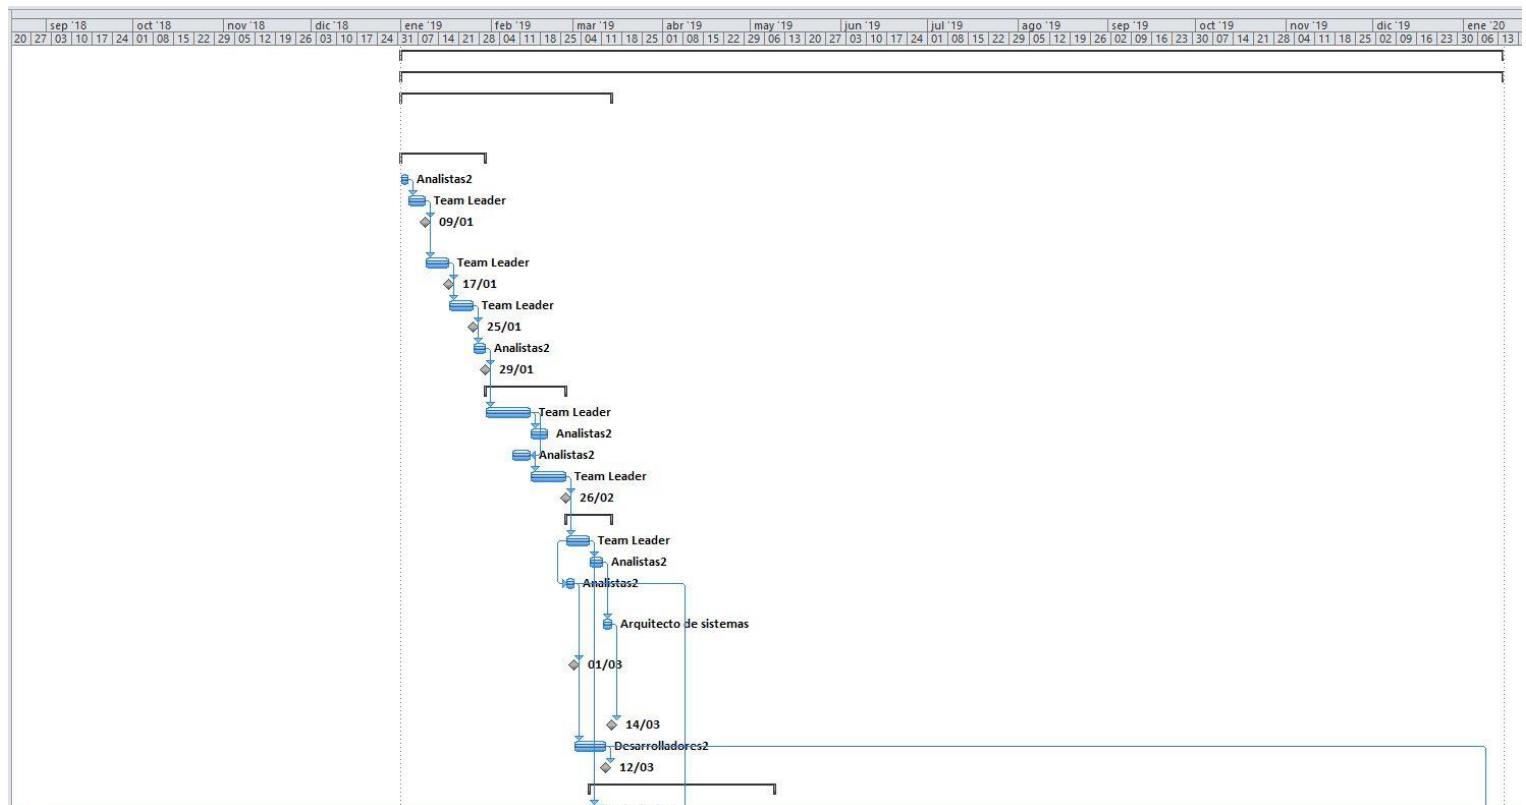 sep '18 oct '18 nov '18 dic '18 ene '19 feb '19 mar '19 abr '19 may '19 jun '19 jul '19 ago '19 sep '19 oct '19 nov '19 dic '19 ene '20
20 27 03 10 17 24 01 08 15 22 29 05 12 19 26 03 10 17 24 31 07 14 21 28 04 11 18 25 04 11 18 25 01 08 15 22 29 06 13 20 27 03 10 17 24 01 08 15 22 29 05 12 19 26 02 09 16 23 30 07 14 21 28 04 11 18 25 02 09 16 23 30 06 13
Analistas2
Team Leader
09/01
Team Leader
17/01
Team Leader
25/01
Analistas2
29/01
Team Leader
Analistas2
Analistas2
Team Leader
26/02
Team Leader
Analistas2
Analistas2
Arquitecto de sistemas
01/03
14/03
Desarrolladores2
12/03